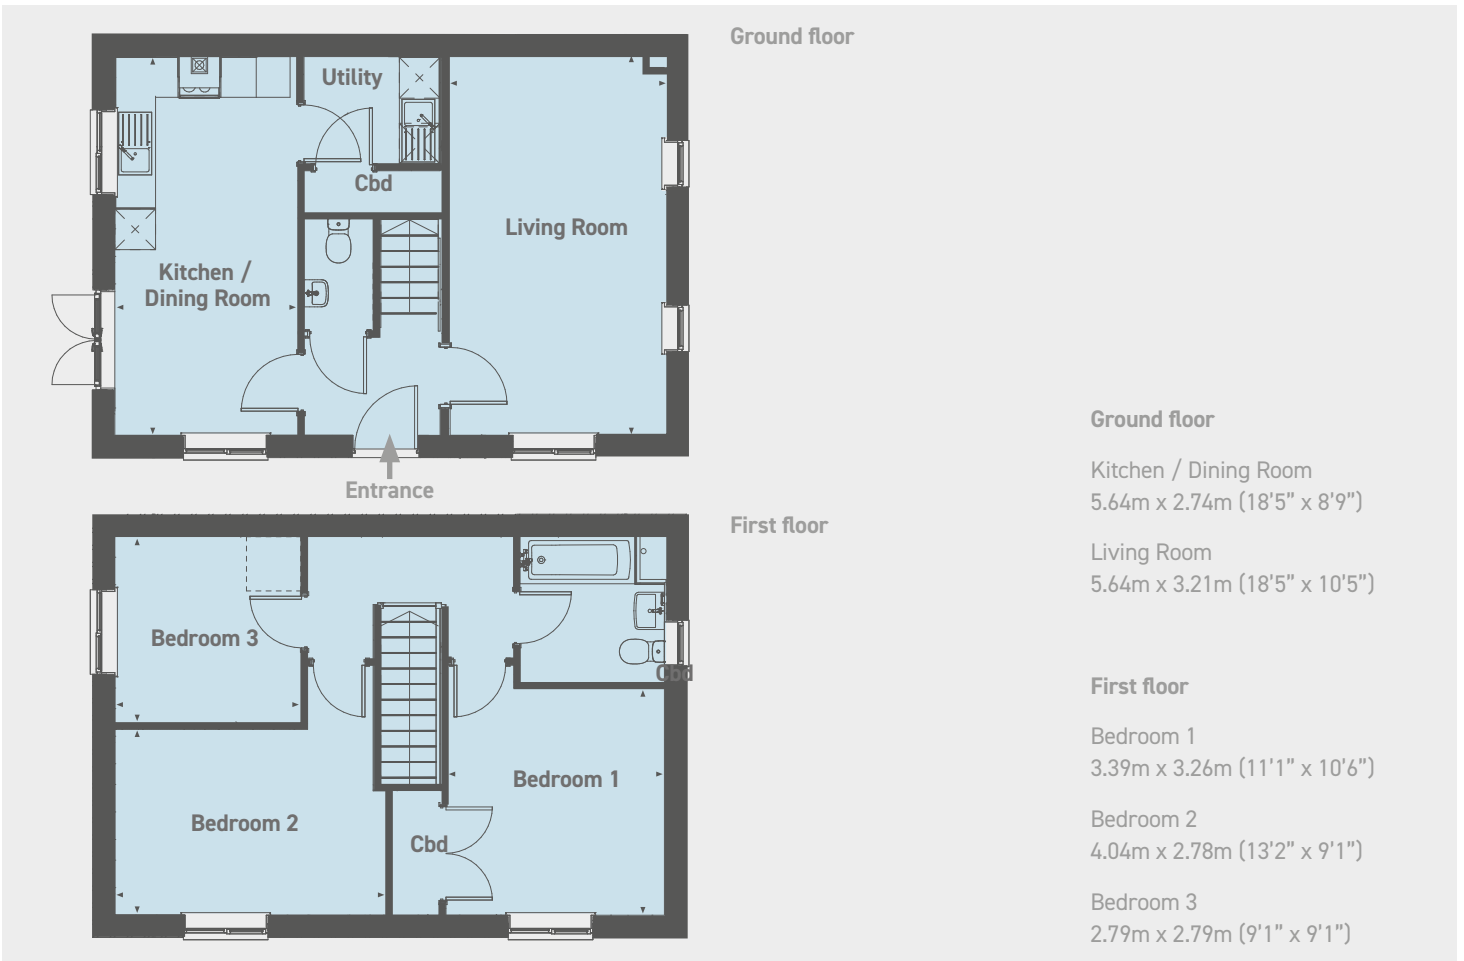 Ground floor
Utility
Cbd
Living Room
Kitchen /
Dining Room
Entrance
First floor
Bedroom 3
Cbd
Bedroom 1
Bedroom 2
Cbd
Ground floor
Kitchen / Dining Room
5.64m x 2.74m (18’5” x 8’9”)
Living Room
5.64m x 3.21m (18’5” x 10’5”)
First floor
Bedroom 1
3.39m x 3.26m (11’1” x 10’6”)
Bedroom 2
4.04m x 2.78m (13’2” x 9’1”)
Bedroom 3
2.79m x 2.79m (9’1” x 9’1”)